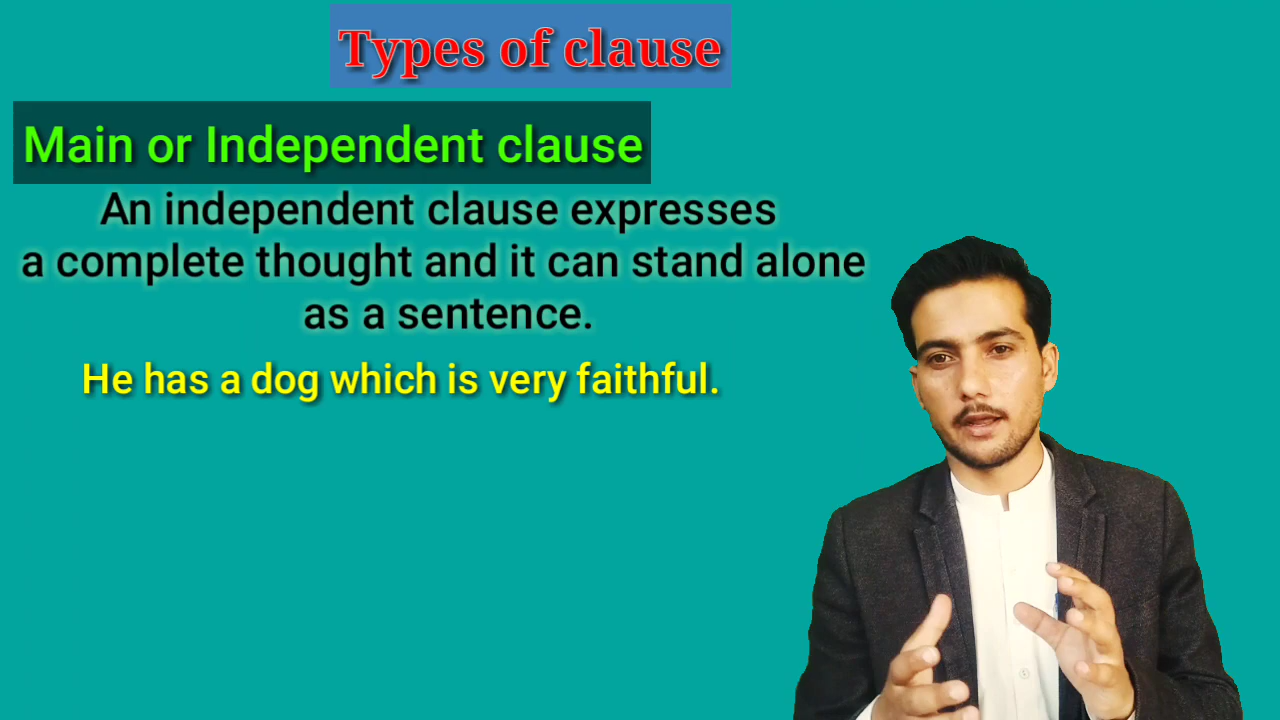 Types of clause
Main or Independent clause
An independent clause expresses
a complete thought and it can stand alone
as a sentence.
He has a dog which is very faithful.